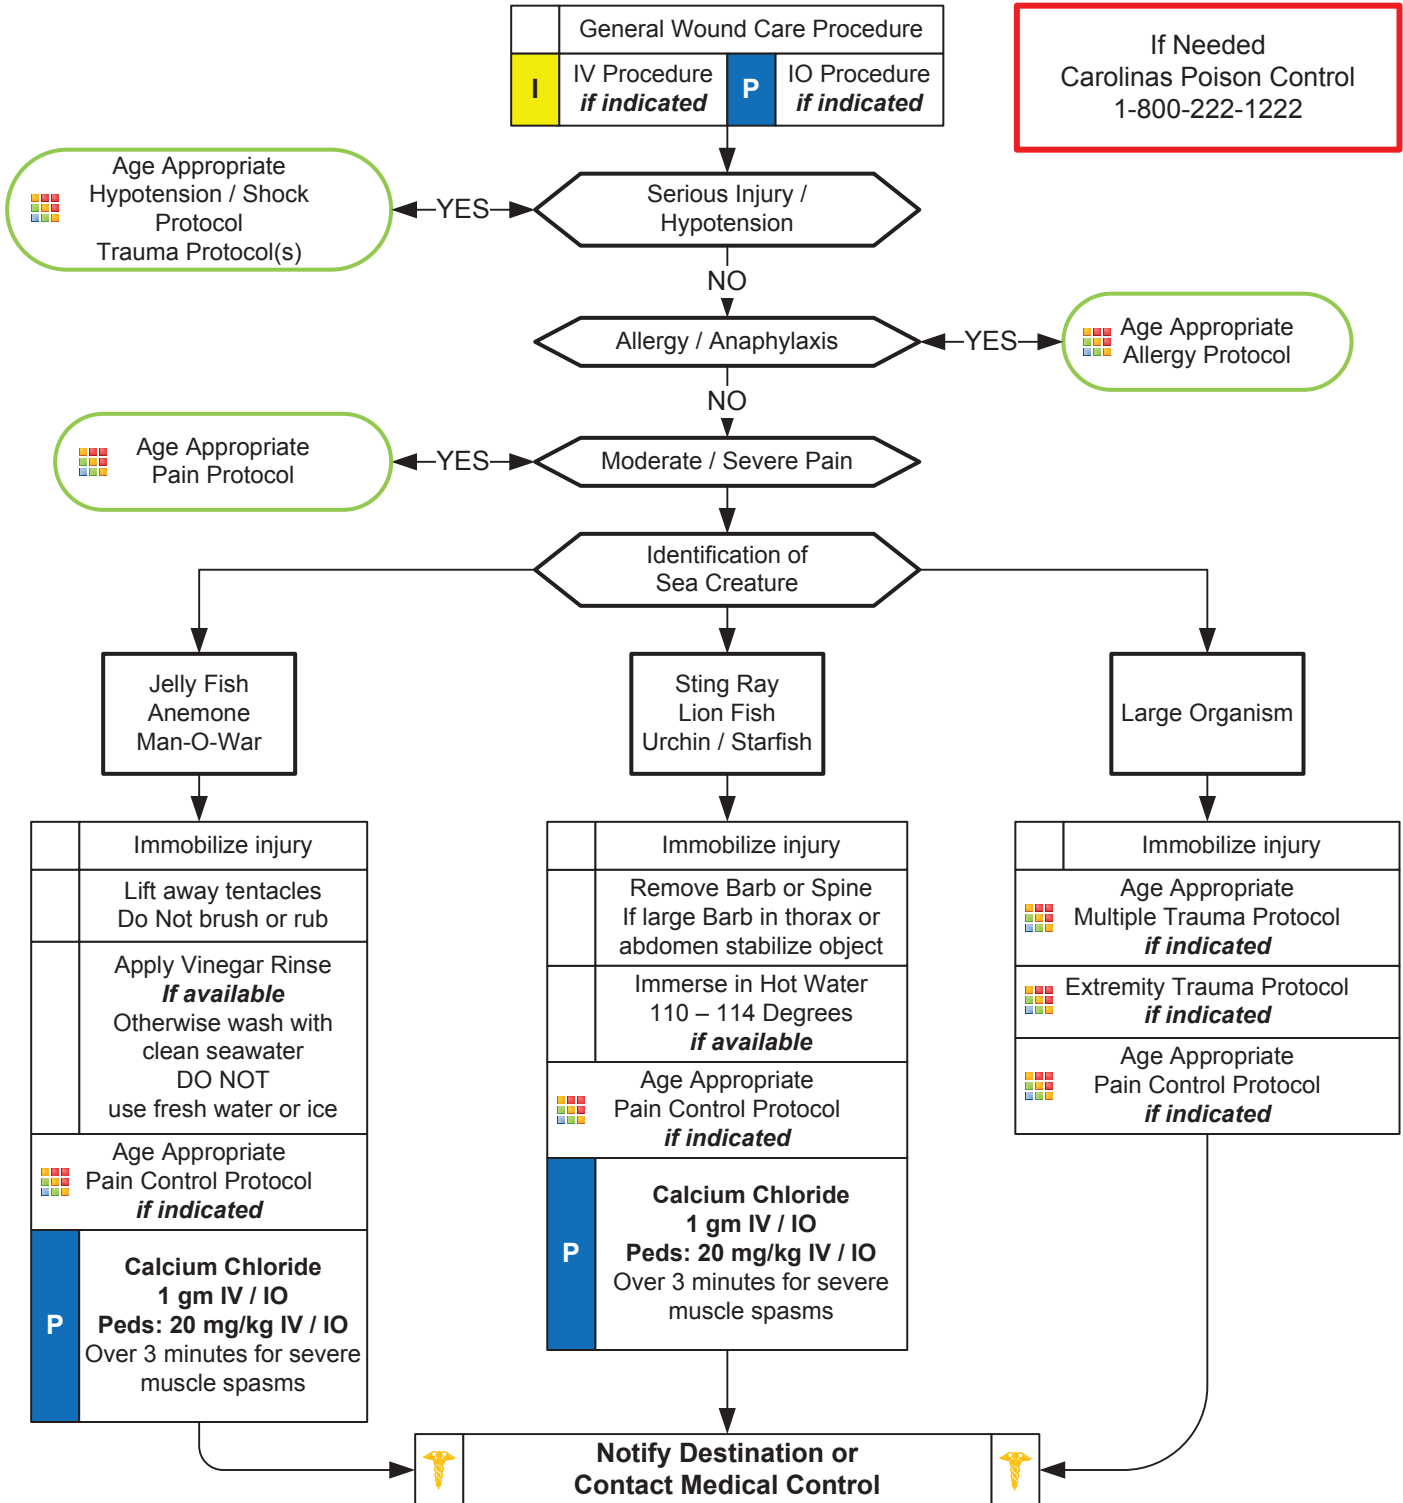 General Wound Care Procedure
I
IV Procedure
if indicated
P
IO Procedure
if indicated
If Needed
Carolinas Poison Control
1-800-222-1222
Age Appropriate
Hypotension / Shock
Protocol
Trauma Protocol(s)
YES
Serious Injury /
Hypotension
NO
Allergy / Anaphylaxis
YES
Age Appropriate
Allergy Protocol
NO
Age Appropriate
Pain Protocol
YES
Moderate / Severe Pain
Identification of
Sea Creature
Jelly Fish
Anemone
Man-O-War
Sting Ray
Lion Fish
Urchin / Starfish
Large Organism
Immobilize injury
Lift away tentacles
Do Not brush or rub
Apply Vinegar Rinse
If available
Otherwise wash with
clean seawater
DO NOT
use fresh water or ice
Age Appropriate
Pain Control Protocol
if indicated
P
Calcium Chloride
1 gm IV / IO
Peds: 20 mg/kg IV / IO
Over 3 minutes for severe
muscle spasms
Immobilize injury
Remove Barb or Spine
If large Barb in thorax or
abdomen stabilize object
Immerse in Hot Water
110 – 114 Degrees
if available
Age Appropriate
Pain Control Protocol
if indicated
P
Calcium Chloride
1 gm IV / IO
Peds: 20 mg/kg IV / IO
Over 3 minutes for severe
muscle spasms
Immobilize injury
Age Appropriate
Multiple Trauma Protocol
if indicated
Extremity Trauma Protocol
if indicated
Age Appropriate
Pain Control Protocol
if indicated
Notify Destination or
Contact Medical Control